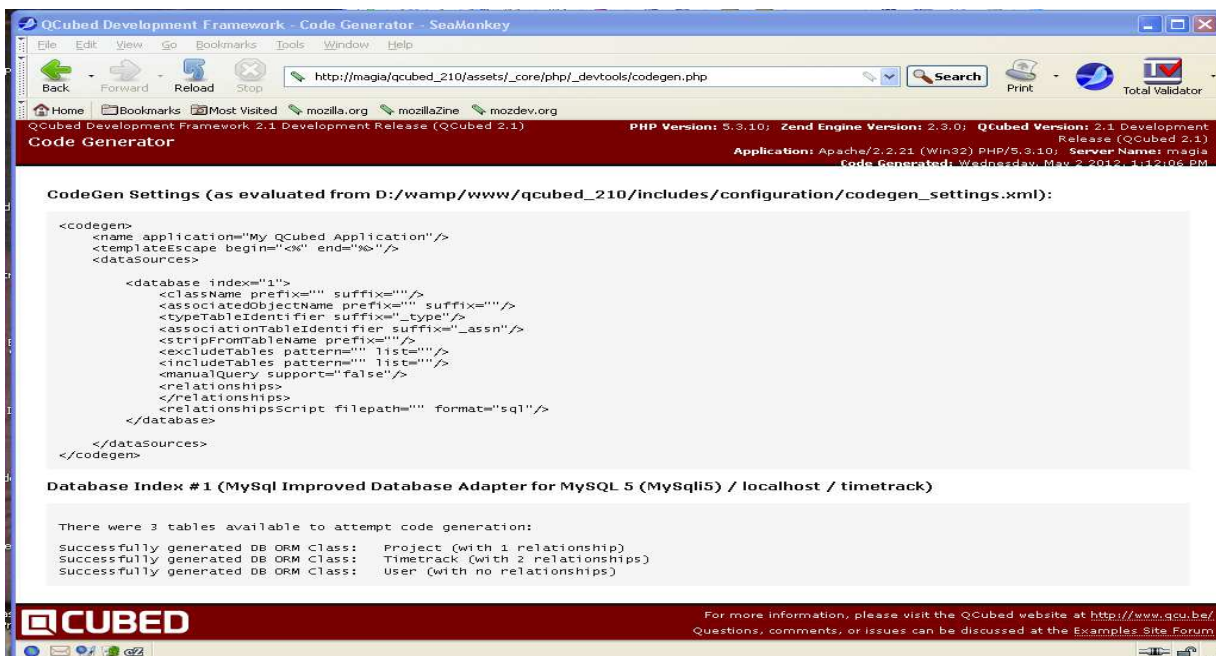 QCubed Development Framework - Code Generator - SeaMonkey
File Edit View Go Bookmarks Tools Window Help
http://magia/qcubed_210/assets/_core/php/_devtools/codegen.php Search
Back Forward Reload Stop Print Total Validator
Home Bookmarks Most Visited mozilla.org mozillaZine mozdev.org
QCubed Development Framework 2.1 Development Release (QCubed 2.1)
Code Generator
PHP Version: 5.3.10; Zend Engine Version: 2.3.0; QCubed Version: 2.1 Development
Release (QCubed 2.1)
Application: Apache/2.2.21 (Win32) PHP/5.3.10; Server Name: magia
Code Generated: Wednesday, May 2 2012, 1:12:06 PM
CodeGen Settings (as evaluated from D:/wamp/www/qcubed_210/includes/configuration/codegen_settings.xml):
<codegen>
<name application="My QCubed Application"/>
<templateEscape begin="<%" end="%>"/>
<dataSources>
<database index="1">
<className prefix="" suffix=""/>
<associatedObjectName prefix="" suffix=""/>
<typeTableIdentifier suffix="_type"/>
<associationTableIdentifier suffix="_assn"/>
<stripFromTableName prefix=""/>
<excludeTables pattern="" list=""/>
<includeTables pattern="" list=""/>
<manualQuery support="false"/>
<relationships>
</relationships>
<relationshipsScript filepath="" format="sql"/>
</database>
</dataSources>
</codegen>
Database Index #1 (MySql Improved Database Adapter for MySQL 5 (MySqli5) / localhost / timetrack)
There were 3 tables available to attempt code generation:
Successfully generated DB ORM Class: Project (with 1 relationship)
Successfully generated DB ORM Class: Timetrack (with 2 relationships)
Successfully generated DB ORM Class: User (with no relationships)
QCUBED
For more information, please visit the QCubed website at http://www.qcu.be/
Questions, comments, or issues can be discussed at the Examples Site Forum